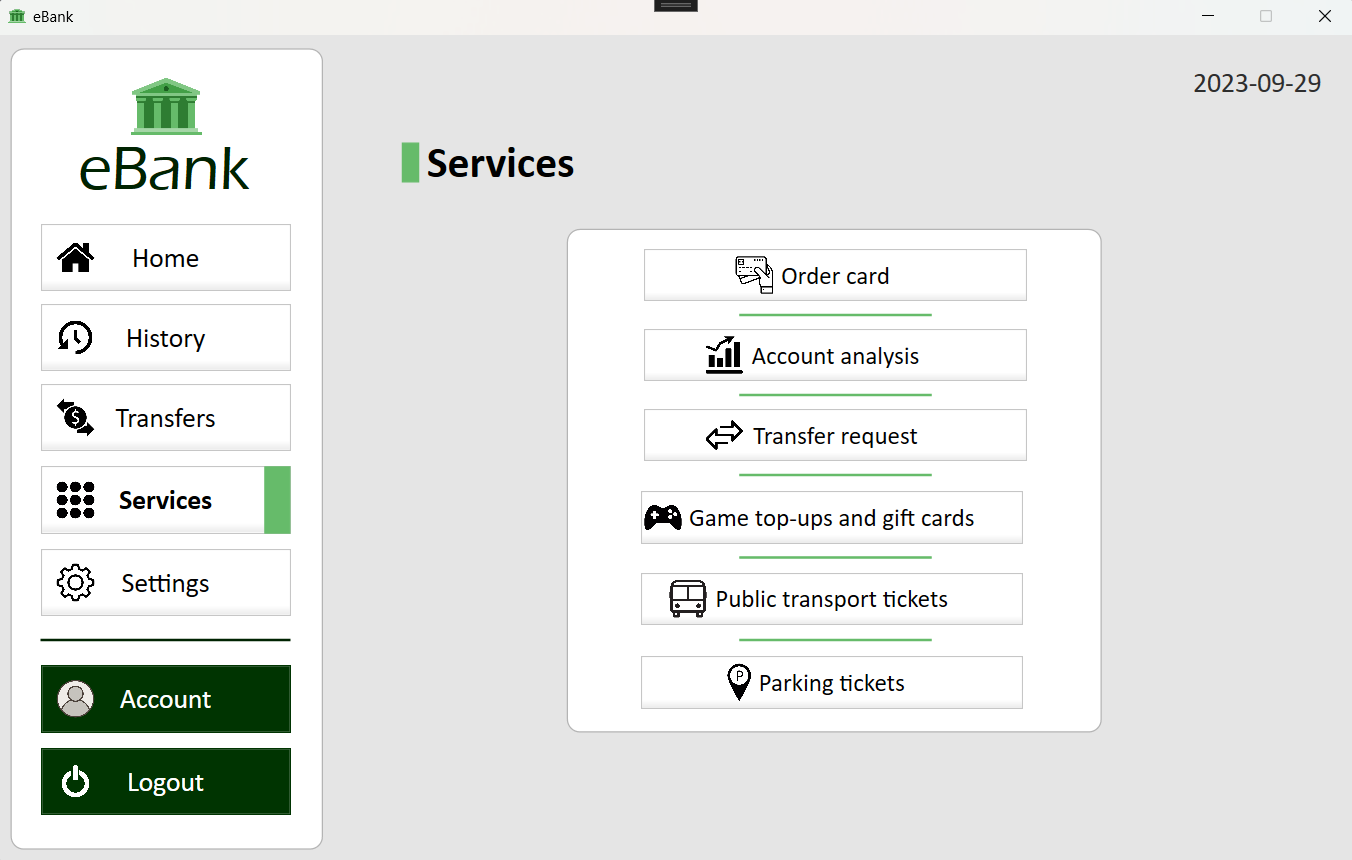 eBank
2023-09-29
eBank
Services
Home
History
Transfers
Services
Settings
Account
Logout
Order card
Account analysis
Transfer request
Game top-ups and gift cards
Public transport tickets
P
Parking tickets